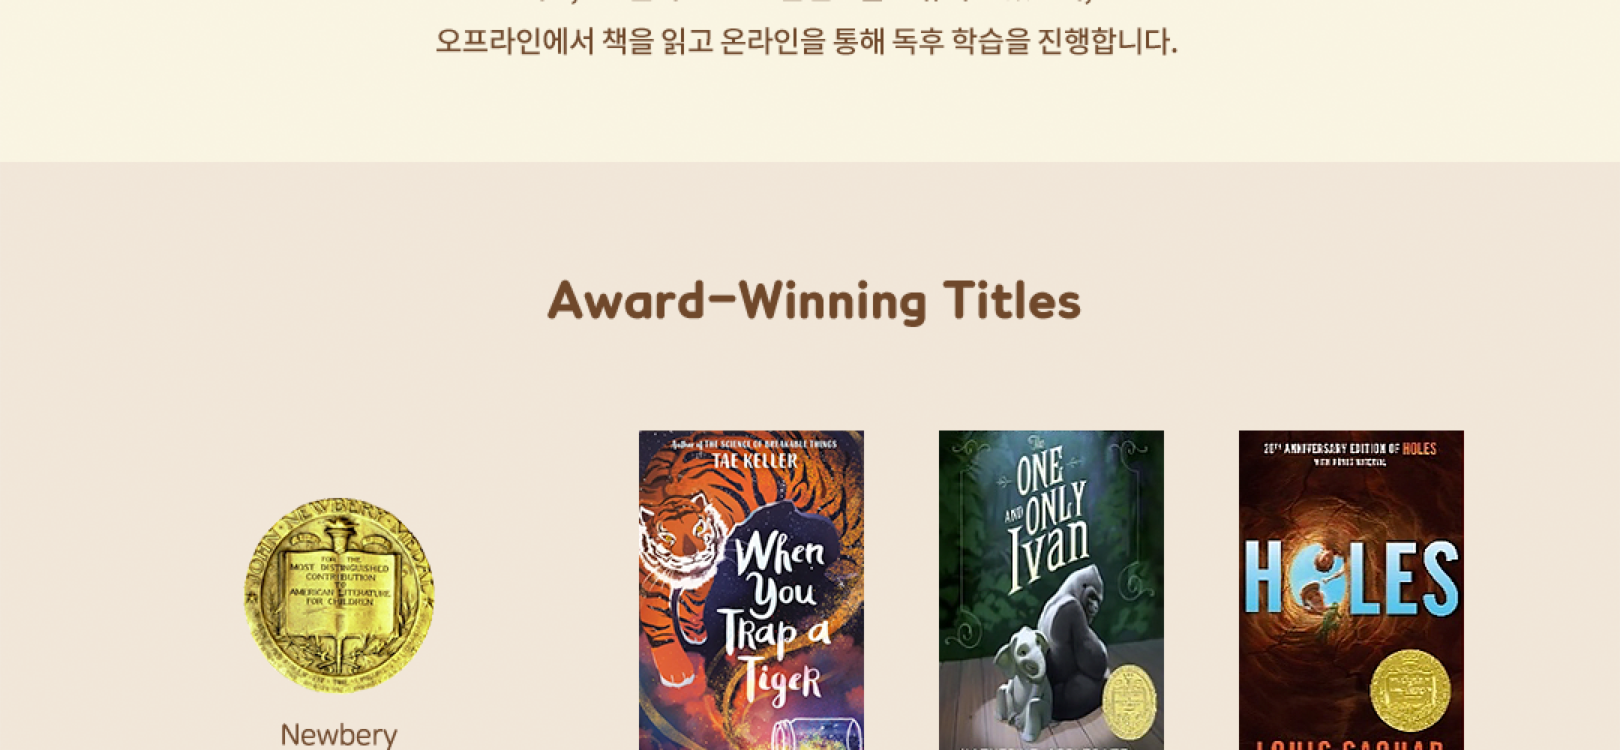 오프라인에서 책을 읽고 온라인을 통해 독후 학습을 진행합니다.
Award-Winning Titles
JOHN NEWBERY MEDAL
FOR THE
MOST DISTINGUISHED
CONTRIBUTION
TO
AMERICAN LITERATURE
FOR CHILDREN
Newbery
Author of THE SCIENCE OF BREAKABLE THINGS
TAE KELLER
When
You
Trap a
Tiger
The
ONE
AND ONLY
Ivan
20TH ANNIVERSARY EDITION OF HOLES
HOLES
LOUIS SACHAR